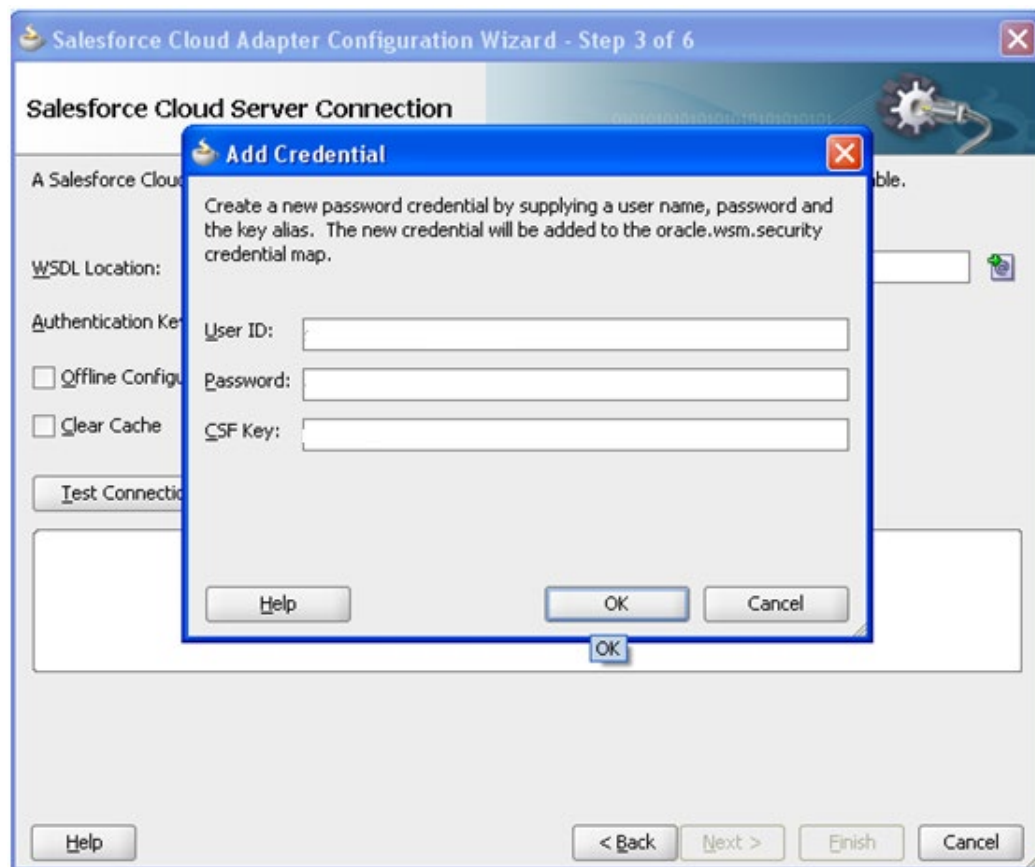 Salesforce Cloud Adapter Configuration Wizard - Step 3 of 6
Salesforce Cloud Server Connection
Add Credential
A Salesforce Cloud
ble.
Create a new password credential by supplying a user name, password and
the key alias. The new credential will be added to the oracle.wsm.security
credential map.
WSDL Location:
Authentication Key
User ID:
Offline Configu
Password:
Clear Cache
CSF Key:
Test Connectio
Help
OK
Cancel
OK
Help
< Back
Next >
Finish
Cancel